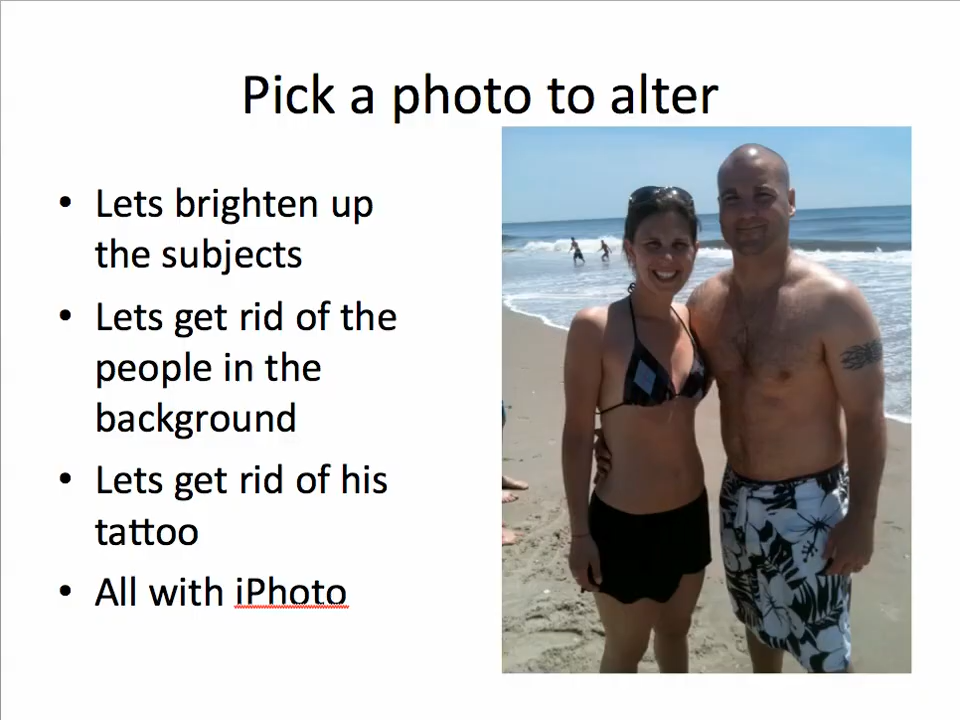 Pick a photo to alter
• Lets brighten up
the subjects
• Lets get rid of the
people in the
background
• Lets get rid of his
tattoo
• All with iPhoto